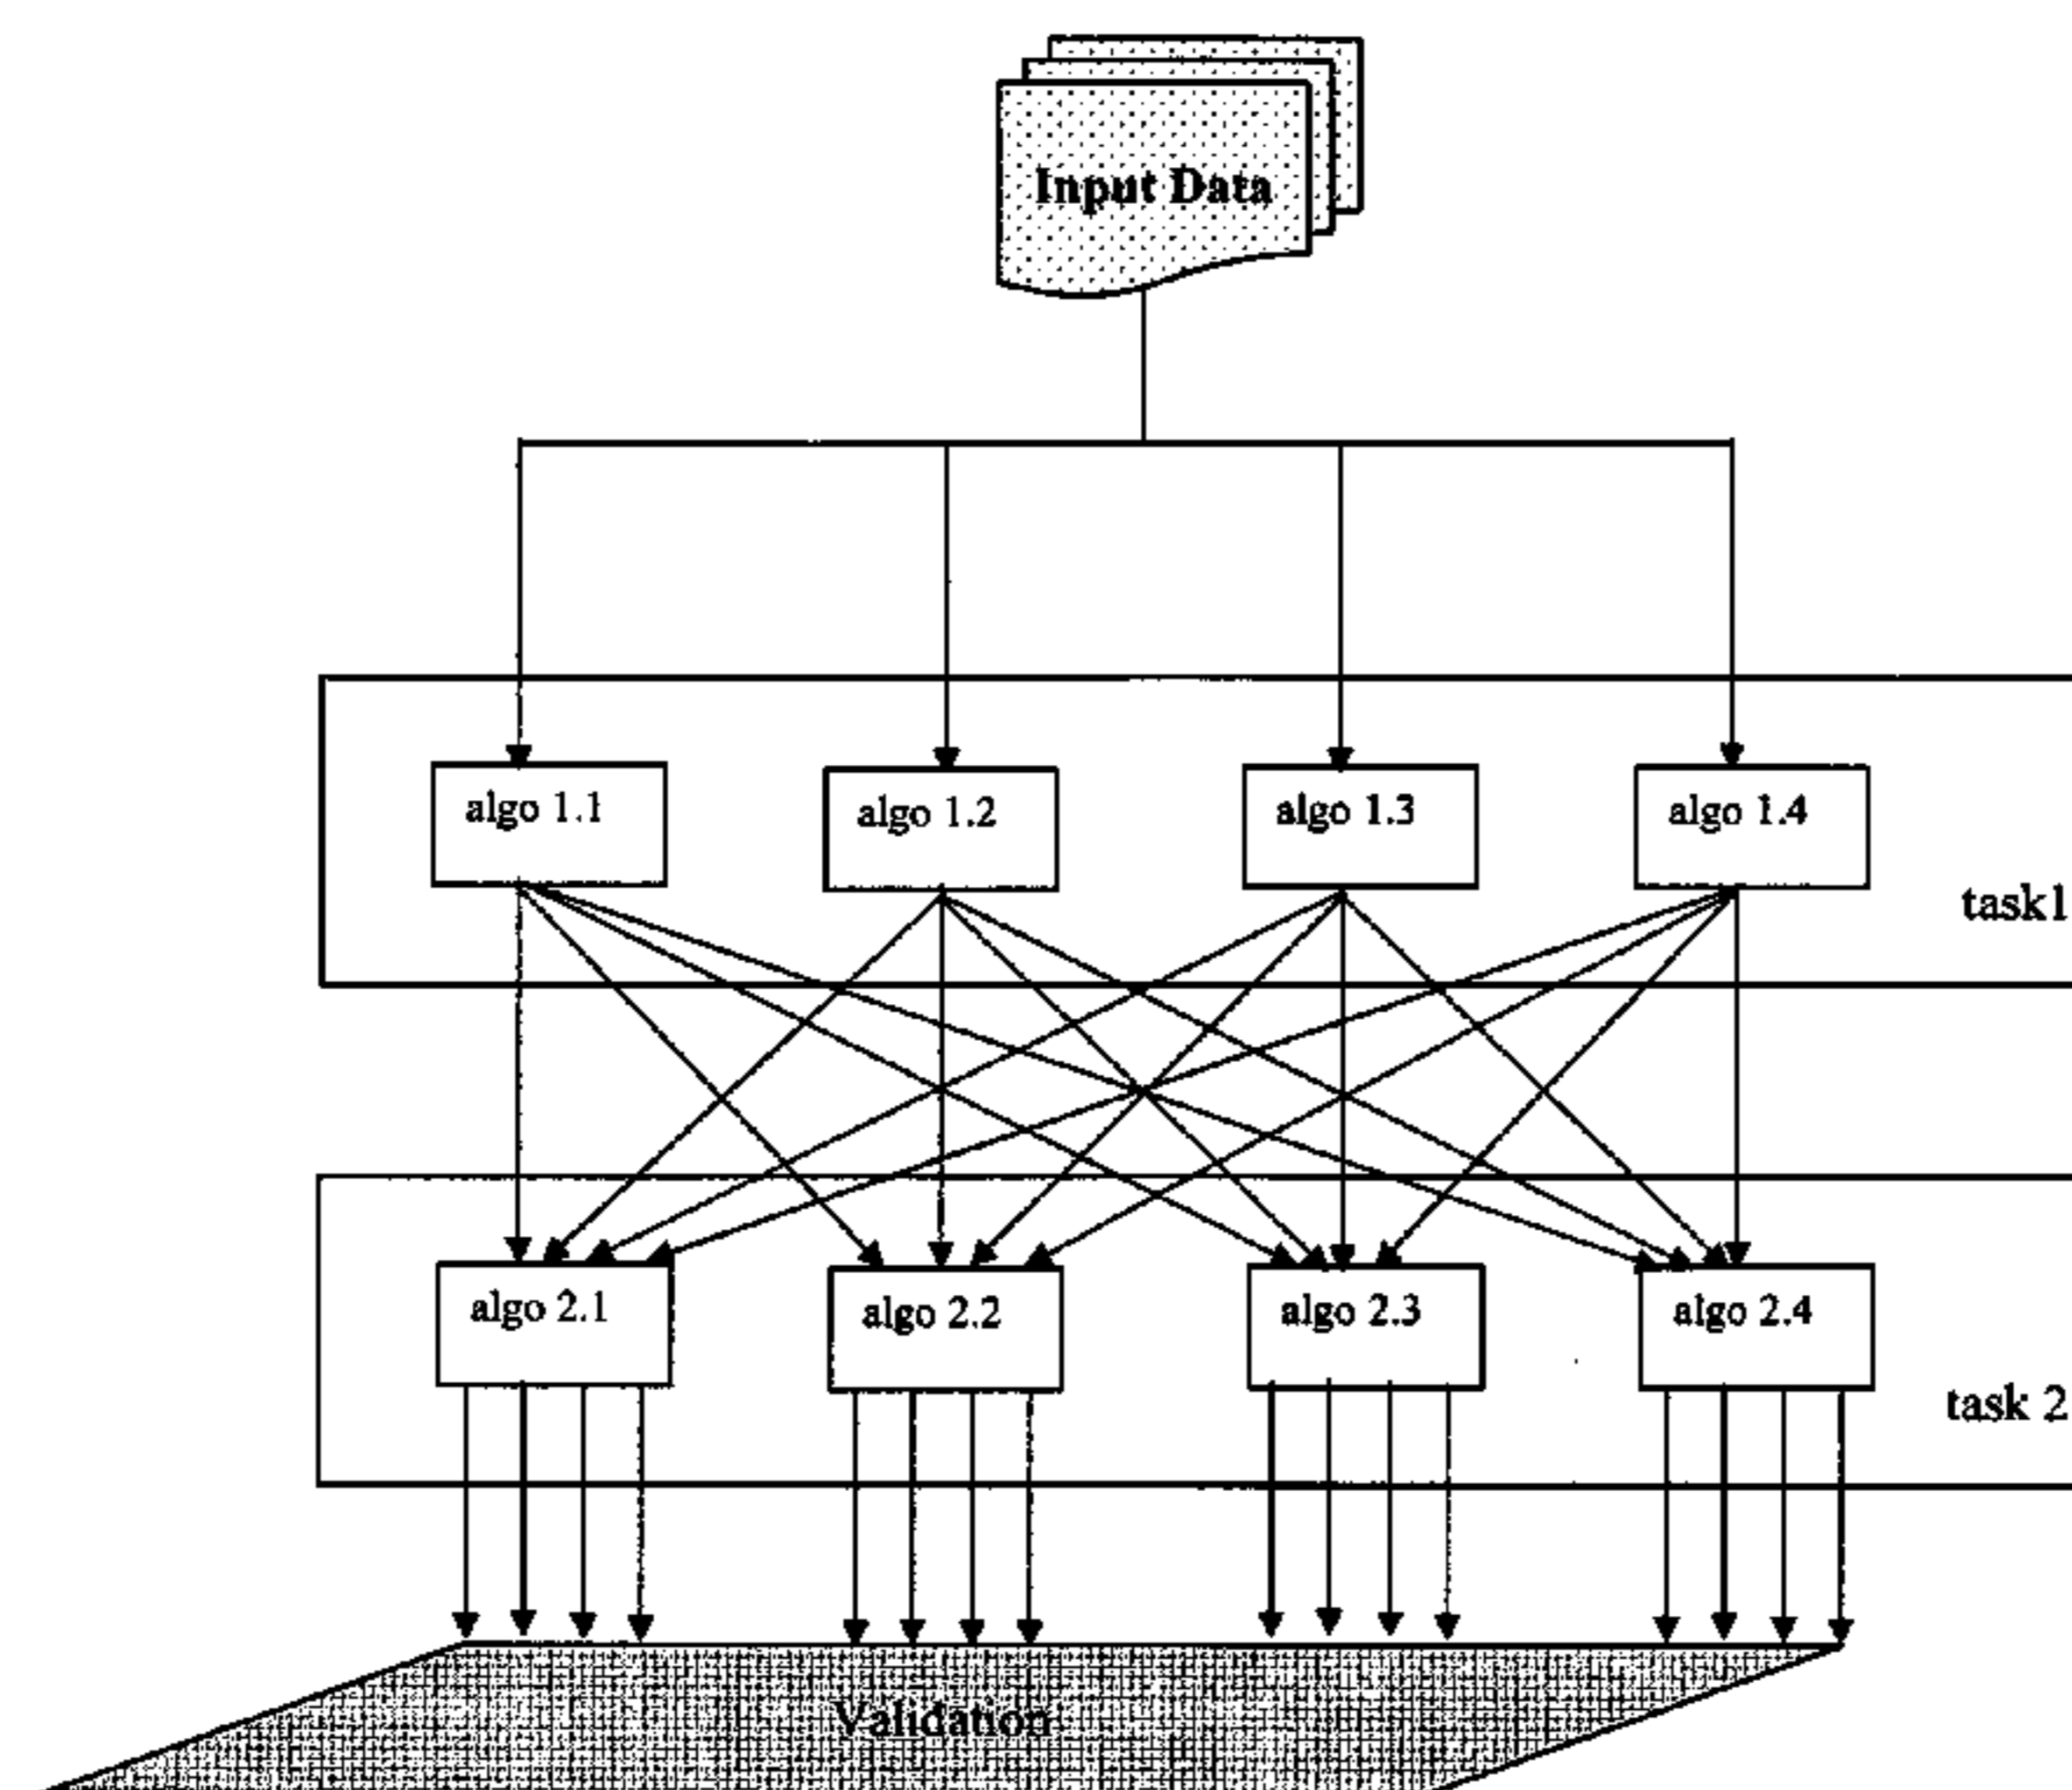 Input Data
algo 1.1
algo 1.2
algo 1.3
algo 1.4
task1
algo 2.1
algo 2.2
algo 2.3
algo 2.4
task 2
Validation